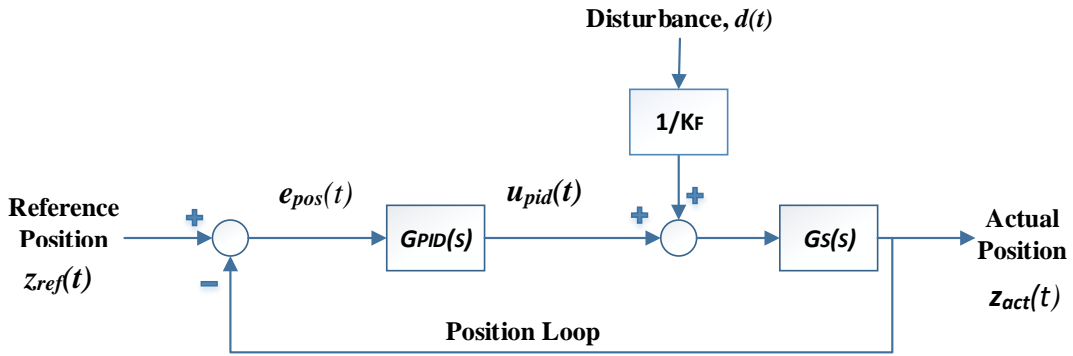 Disturbance, d(t)
1/KF
+
+
+
Reference
Position
zref(t)
epos(t)
GPID(S)
upid(t)
GS(S)
Actual
Position
zact(t)
−
Position Loop